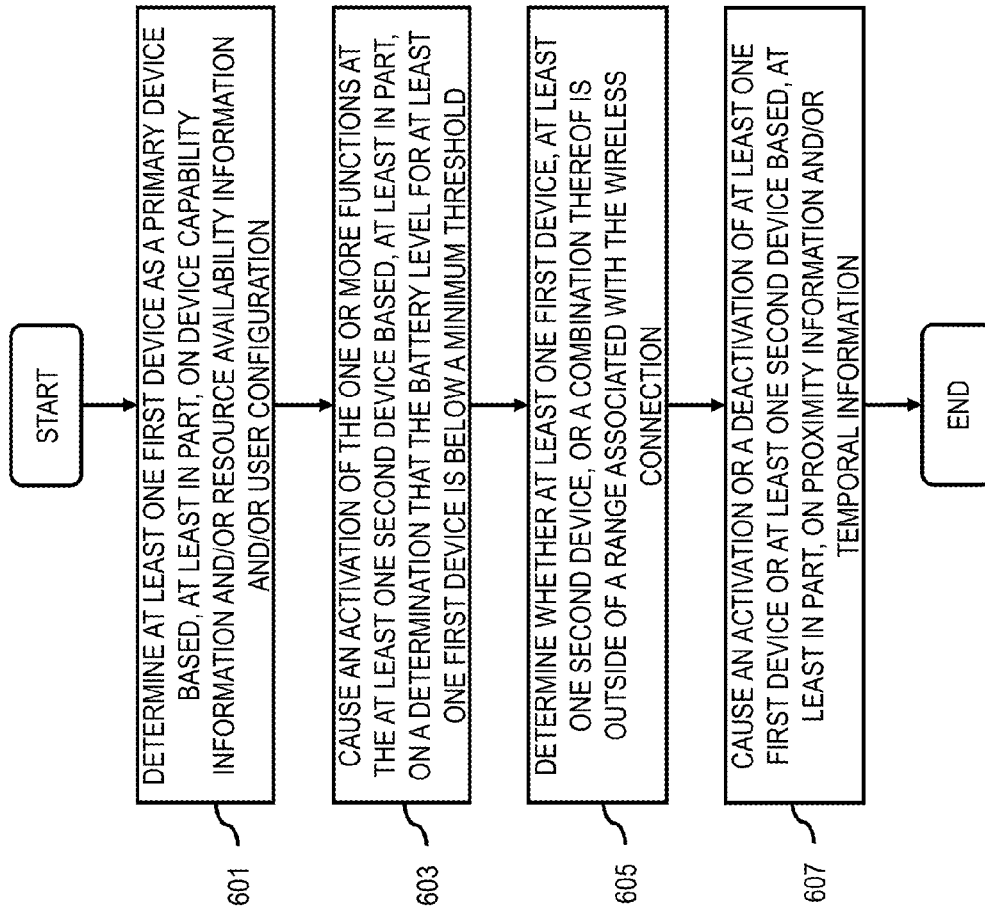 START
601
DETERMINE AT LEAST ONE FIRST DEVICE AS A PRIMARY DEVICE
BASED, AT LEAST IN PART, ON DEVICE CAPABILITY
INFORMATION AND/OR RESOURCE AVAILABILITY INFORMATION
AND/OR USER CONFIGURATION
603
CAUSE AN ACTIVATION OF THE ONE OR MORE FUNCTIONS AT
THE AT LEAST ONE SECOND DEVICE BASED, AT LEAST IN PART,
ON A DETERMINATION THAT THE BATTERY LEVEL FOR AT LEAST
ONE FIRST DEVICE IS BELOW A MINIMUM THRESHOLD
605
DETERMINE WHETHER AT LEAST ONE FIRST DEVICE, AT LEAST
ONE SECOND DEVICE, OR A COMBINATION THEREOF IS
OUTSIDE OF A RANGE ASSOCIATED WITH THE WIRELESS
CONNECTION
607
CAUSE AN ACTIVATION OR A DEACTIVATION OF AT LEAST ONE
FIRST DEVICE OR AT LEAST ONE SECOND DEVICE BASED, AT
LEAST IN PART, ON PROXIMITY INFORMATION AND/OR
TEMPORAL INFORMATION
END